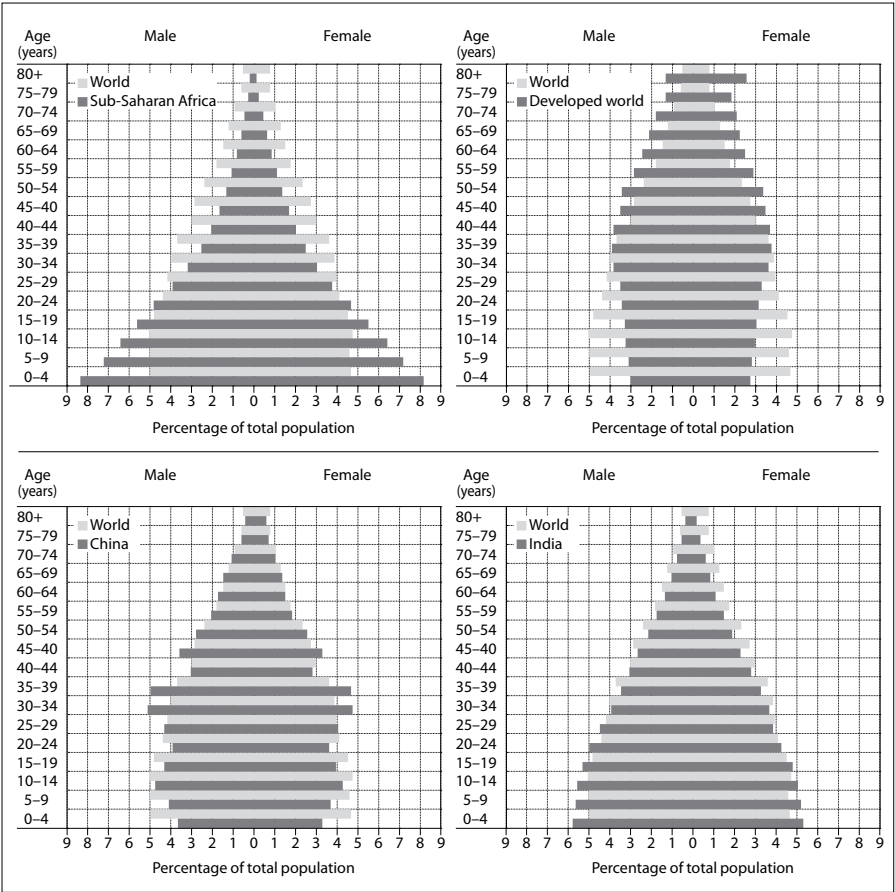 Age Male Female
(years)
80+
75–79
70–74
65–69
60–64
55–59
50–54
45–40
40–44
35–39
30–34
25–29
20–24
15–19
10–14
5–9
0–4
World
Sub-Saharan Africa
9 8 7 6 5 4 3 2 1 0 1 2 3 4 5 6 7 8 9
Percentage of total population
Age Male Female
(years)
80+
75–79
70–74
65–69
60–64
55–59
50–54
45–40
40–44
35–39
30–34
25–29
20–24
15–19
10–14
5–9
0–4
World
Developed world
9 8 7 6 5 4 3 2 1 0 1 2 3 4 5 6 7 8 9
Percentage of total population
Age Male Female
(years)
80+
75–79
70–74
65–69
60–64
55–59
50–54
45–40
40–44
35–39
30–34
25–29
20–24
15–19
10–14
5–9
0–4
World
China
9 8 7 6 5 4 3 2 1 0 1 2 3 4 5 6 7 8 9
Percentage of total population
Age Male Female
(years)
80+
75–79
70–74
65–69
60–64
55–59
50–54
45–40
40–44
35–39
30–34
25–29
20–24
15–19
10–14
5–9
0–4
World
India
9 8 7 6 5 4 3 2 1 0 1 2 3 4 5 6 7 8 9
Percentage of total population